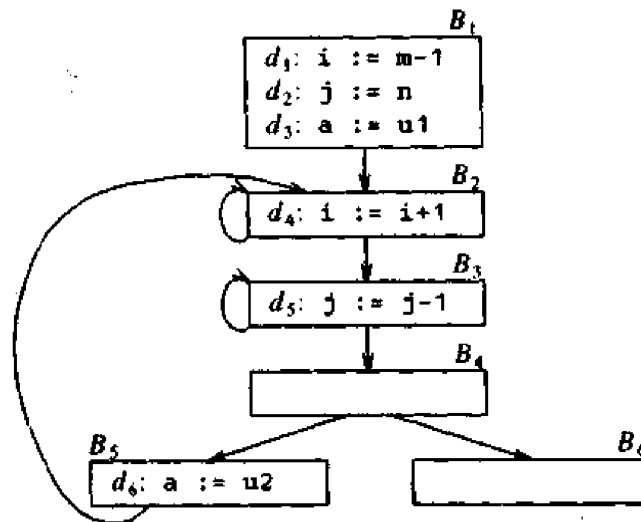 B₁
d₁: i := m-1
d₂: j := n
d₃: a := u1
B₂
d₄: i := i+1
B₃
d₅: j := j-1
B₄
B₅
d₆: a := u2
B₆